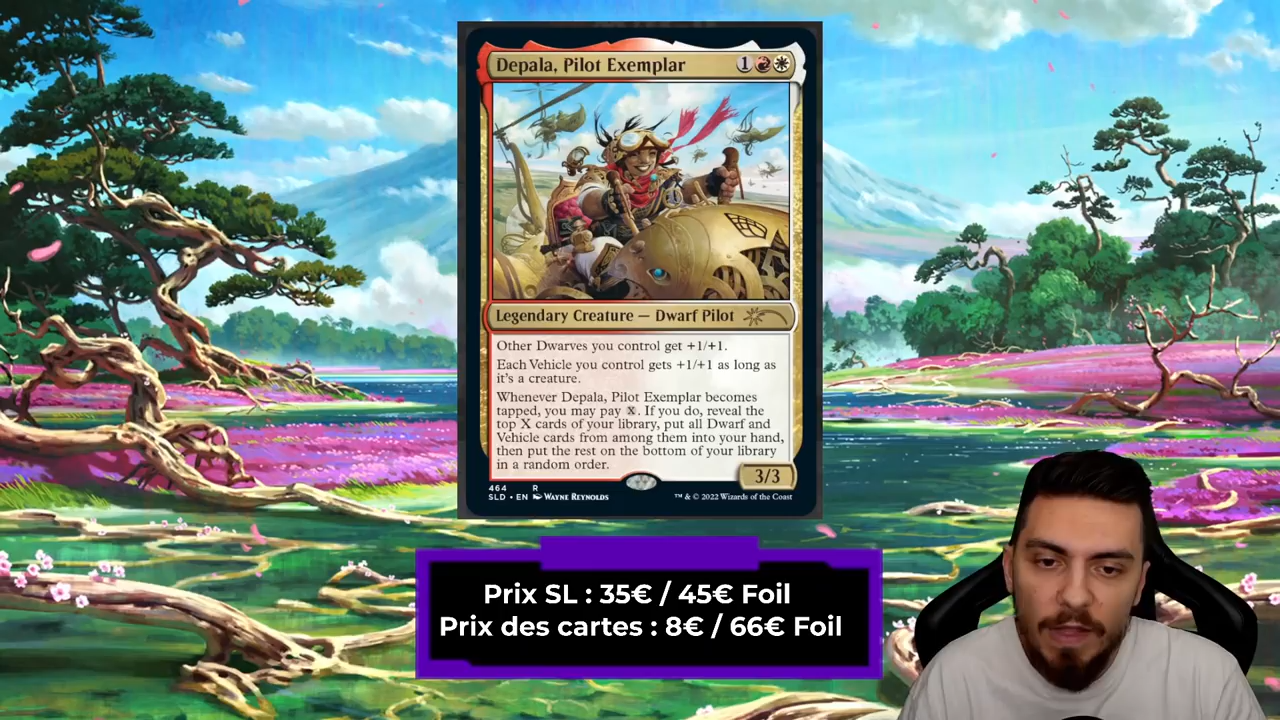 Depala, Pilot Exemplar 1
Legendary Creature — Dwarf Pilot
Other Dwarves you control get +1/+1.
Each Vehicle you control gets +1/+1 as long as
it's a creature.
Whenever Depala, Pilot Exemplar becomes
tapped, you may pay X. If you do, reveal the
top X cards of your library, put all Dwarf and
Vehicle cards from among them into your hand,
then put the rest on the bottom of your library
in a random order.
3/3
464 R
SLD • EN WAYNE REYNOLDS
™ & © 2022 Wizards of the Coast
Prix SL : 35€ / 45€ Foil
Prix des cartes : 8€ / 66€ Foil